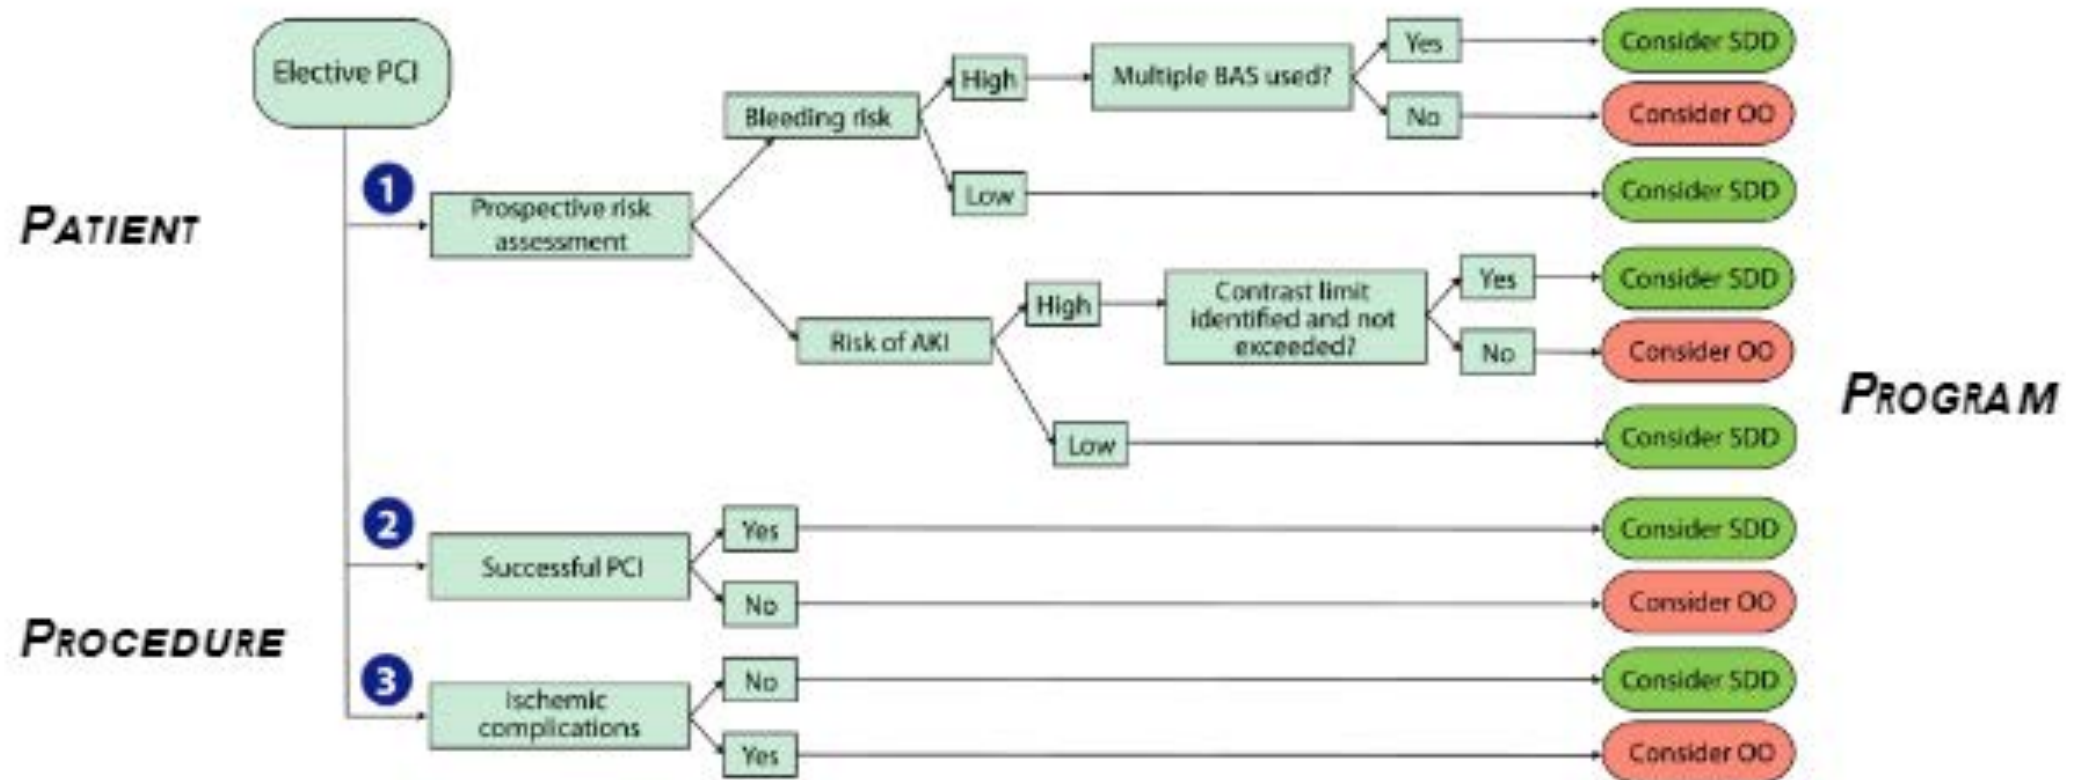 Elective PCI
PATIENT
1
Prospective risk
assessment
Bleeding risk
High
Multiple BAS used?
Yes
Consider SDD
No
Consider OO
Low
Consider SDD
Risk of AKI
High
Contrast limit
identified and not
exceeded?
Yes
Consider SDD
No
Consider OO
Low
Consider SDD
PROGRAM
PROCEDURE
2
Successful PCI
Yes
Consider SDD
No
Consider OO
3
Ischemic
complications
No
Consider SDD
Yes
Consider OO